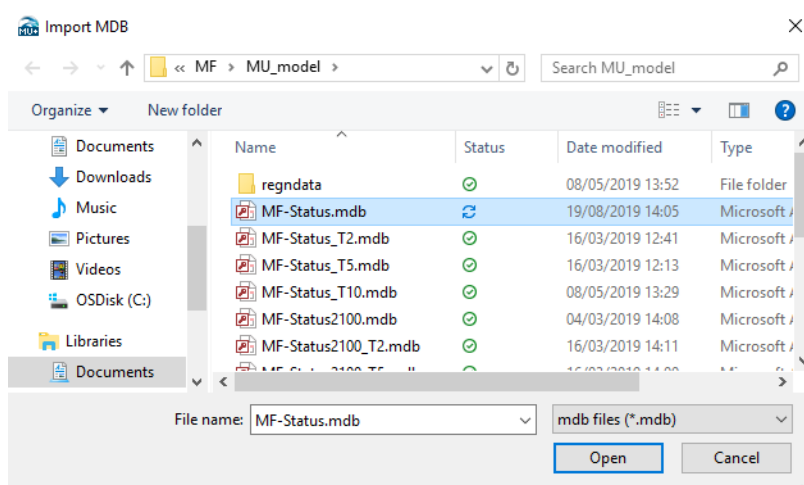 MU+ Import MDB
« MF > MU_model >
Search MU_model
Organize
New folder
Name Status Date modified Type
Documents
Downloads
Music
Pictures
Videos
OSDisk (C:)
Libraries
Documents
regndata 08/05/2019 13:52 File folder
MF-Status.mdb 19/08/2019 14:05 Microsoft
MF-Status_T2.mdb 16/03/2019 12:41 Microsoft
MF-Status_T5.mdb 16/03/2019 12:13 Microsoft
MF-Status_T10.mdb 08/05/2019 13:29 Microsoft
MF-Status2100.mdb 04/03/2019 14:08 Microsoft
MF-Status2100_T2.mdb 16/03/2019 14:11 Microsoft
File name: MF-Status.mdb
mdb files (*.mdb)
Open
Cancel